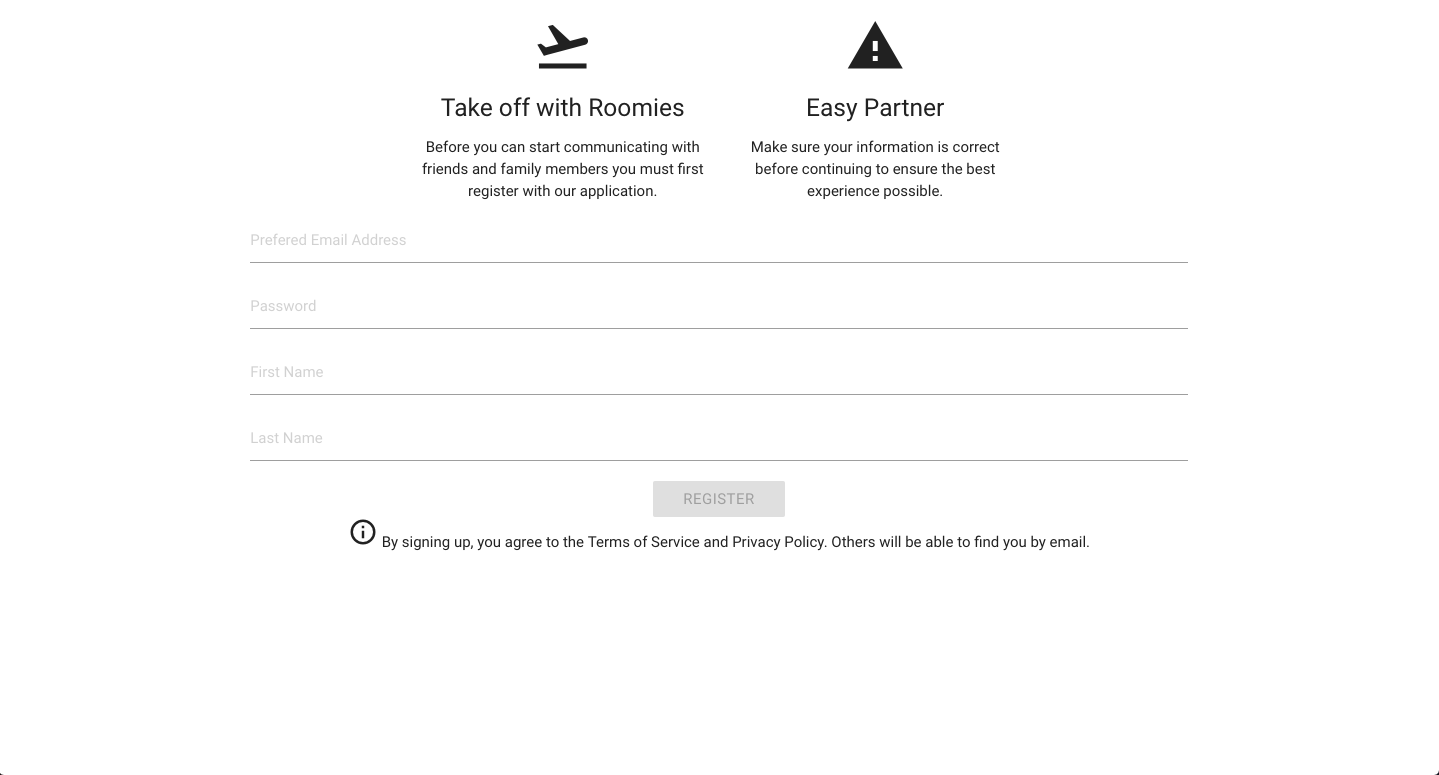 Take off with Roomies
Before you can start communicating with
friends and family members you must first
register with our application.
Easy Partner
Make sure your information is correct
before continuing to ensure the best
experience possible.
Prefered Email Address
Password
First Name
Last Name
REGISTER
By signing up, you agree to the Terms of Service and Privacy Policy. Others will be able to find you by email.